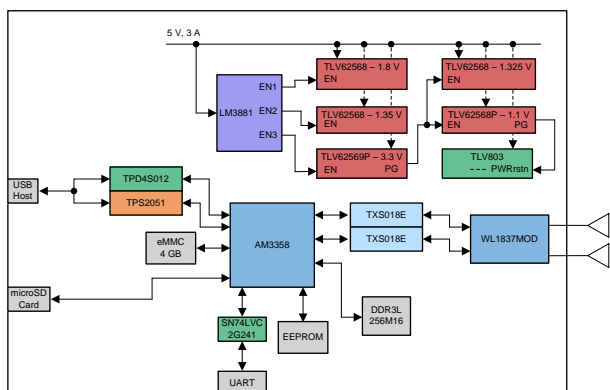 5 V, 3 A
LM3881
EN1
EN2
EN3
TLV62568 – 1.8 V
EN
TLV62568 – 1.35 V
EN
TLV62569P – 3.3 V
EN
PG
TLV62568 – 1.325 V
EN
TLV62568P – 1.1 V
EN
PG
TLV803
--- PWRrstn
USB
Host
TPD4S012
TPS2051
eMMC
4 GB
AM3358
TXS018E
TXS018E
WL1837MOD
microSD
Card
SN74LVC
2G241
EEPROM
DDR3L
256M16
UART